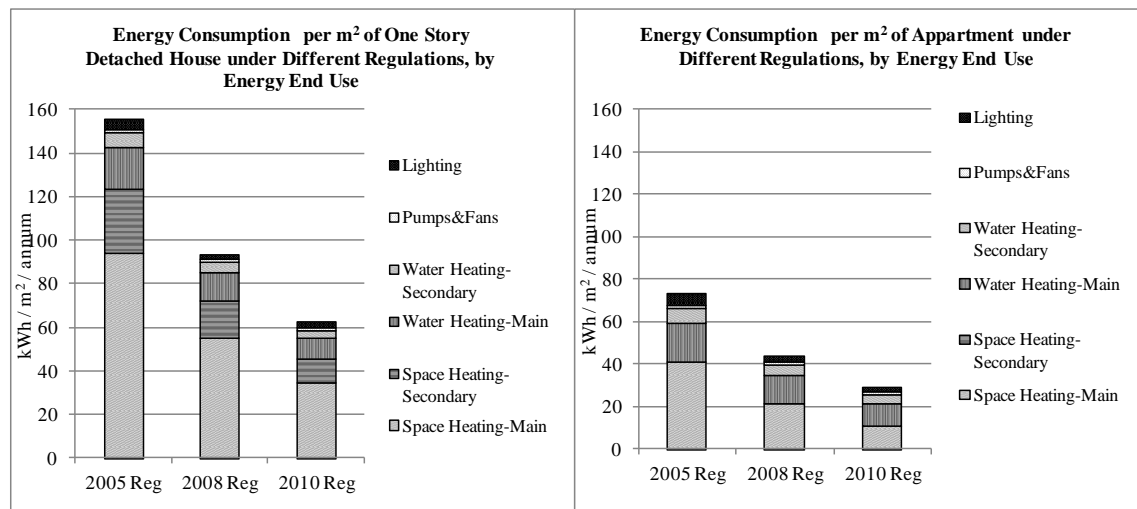 Energy Consumption per m2 of One Story
Detached House under Different Regulations, by
Energy End Use
kWh / m2 / annum
160
140
120
100
80
60
40
20
0
2005 Reg 2008 Reg 2010 Reg
Lighting
Pumps&Fans
Water Heating-
Secondary
Water Heating-Main
Space Heating-
Secondary
Space Heating-Main
Energy Consumption per m2 of Appartment under
Different Regulations, by Energy End Use
kWh / m2 / annum
160
140
120
100
80
60
40
20
0
2005 Reg 2008 Reg 2010 Reg
Lighting
Pumps&Fans
Water Heating-
Secondary
Water Heating-Main
Space Heating-
Secondary
Space Heating-Main